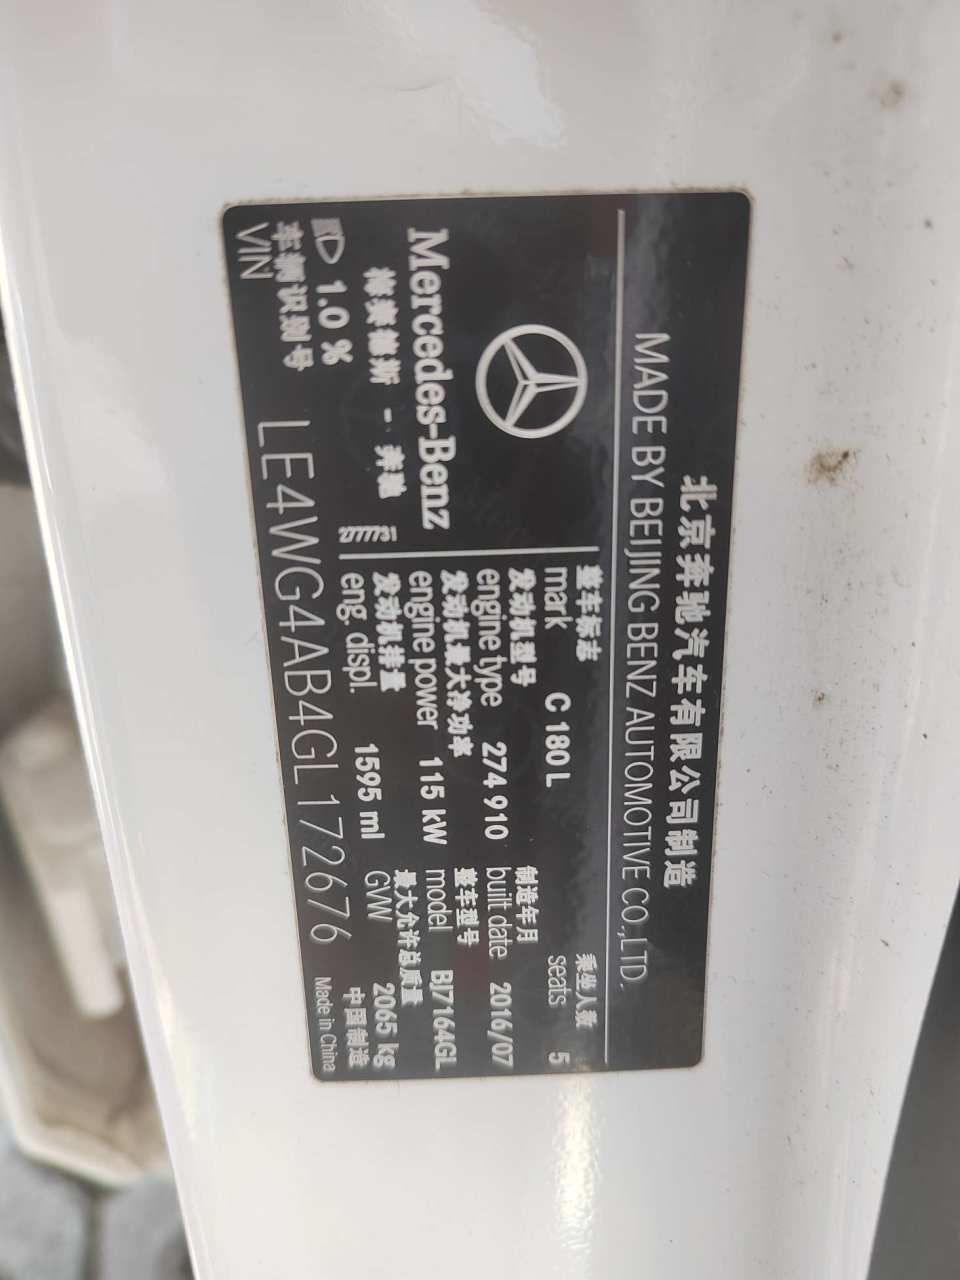 北京奔驰汽车有限公司制造
MADE BY BEIJING BENZ AUTOMOTIVE CO.,LTD.
Mercedes-Benz
梅赛德斯 - 奔驰
2777731
1.0 %
整车标志
mark C 180 L
乘坐人数
seats 5
发动机型号
engine type 274 910
制造年月
built date 2016/07
发动机最大净功率
engine power 115 kW
整车型号
model BJ7164GL
发动机排量
eng. displ. 1595 ml
最大允许总质量
GVW 2065 kg
车辆识别号
VIN LE4WG4AB4GL172676
中国制造
Made in China